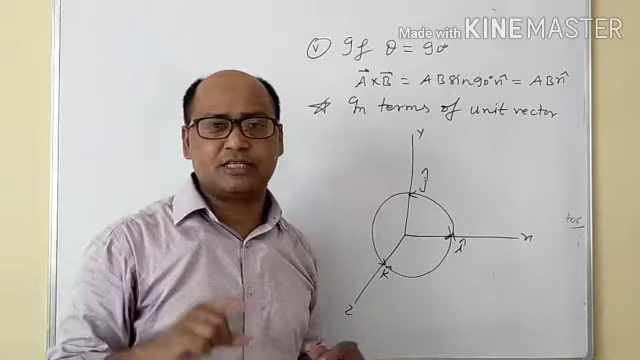 Made with KINEMASTER
(v) If θ = 90°
A⃗ × B⃗ = AB sin90° n̂ = AB n̂
☆ In terms of unit vector
y
ĵ
î
x
k̂
z